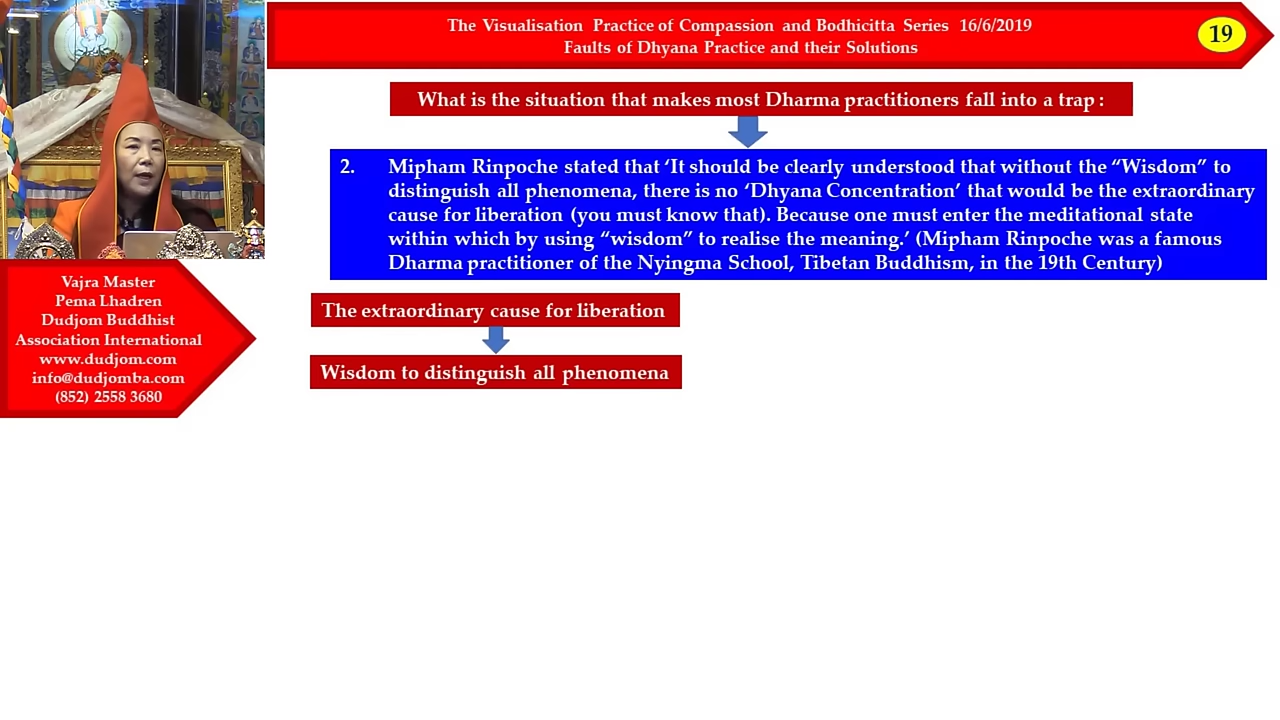 The Visualisation Practice of Compassion and Bodhicitta Series 16/6/2019
Faults of Dhyana Practice and their Solutions
19
What is the situation that makes most Dharma practitioners fall into a trap :
2. Mipham Rinpoche stated that ‘It should be clearly understood that without the “Wisdom” to
distinguish all phenomena, there is no ‘Dhyana Concentration’ that would be the extraordinary
cause for liberation (you must know that). Because one must enter the meditational state
within which by using “wisdom” to realise the meaning.’ (Mipham Rinpoche was a famous
Dharma practitioner of the Nyingma School, Tibetan Buddhism, in the 19th Century)
Vajra Master
Pema Lhadren
Dudjom Buddhist
Association International
www.dudjom.com
info@dudjomba.com
(852) 2558 3680
The extraordinary cause for liberation
Wisdom to distinguish all phenomena